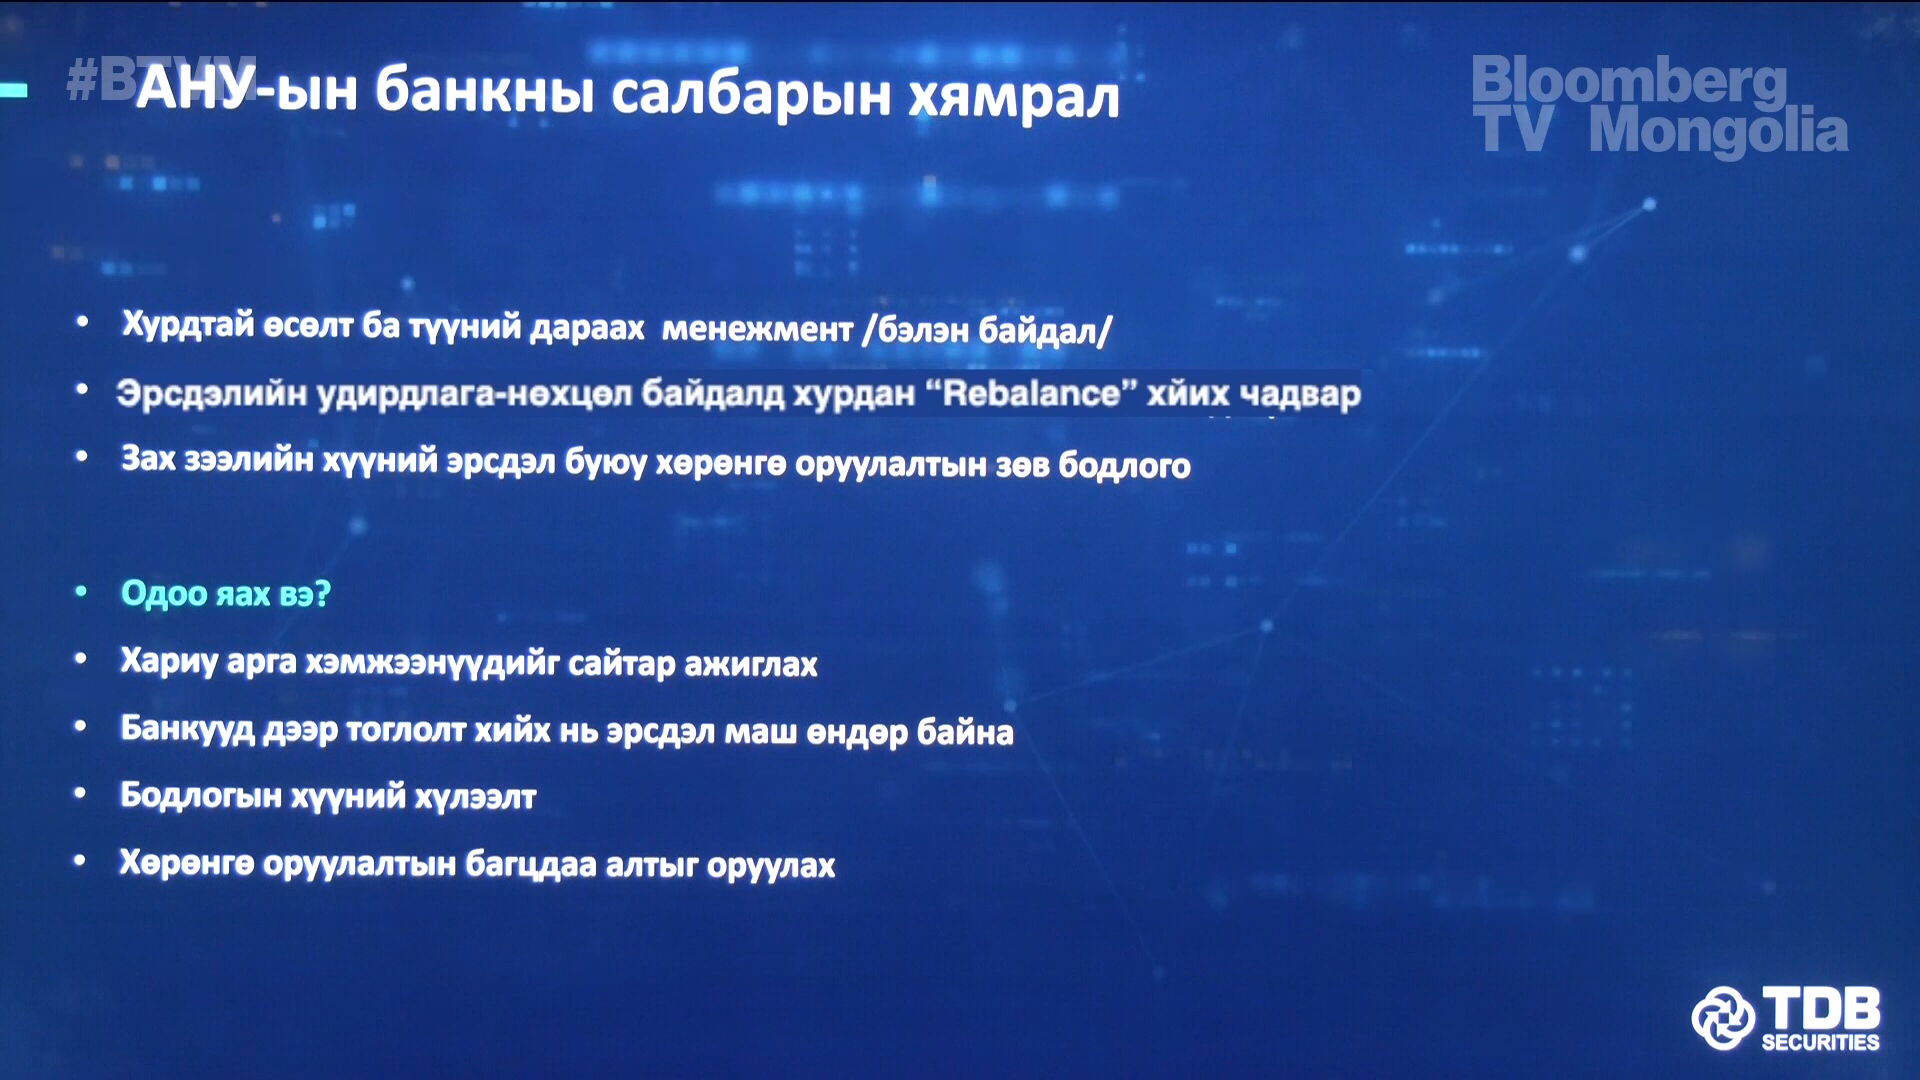 #BTVM
АНУ-ын банкны салбарын хямрал
Bloomberg
TV Mongolia
• Хурдтай өсөлт ба түүний дараах менежмент /бэлэн байдал/
• Эрсдэлийн удирдлага-нөхцөл байдалд хурдан “Rebalance” хйих чадвар
• Зах зээлийн хүүний эрсдэл буюу хөрөнгө оруулалтын зөв бодлого
• Одоо яах вэ?
• Хариу арга хэмжээнүүдийг сайтар ажиглах
• Банкууд дээр тоглолт хийх нь эрсдэл маш өндөр байна
• Бодлогын хүүний хүлээлт
• Хөрөнгө оруулалтын багцдаа алтыг оруулах
TDB
SECURITIES